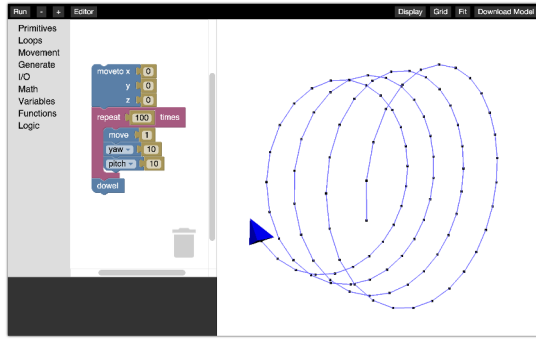 Run - + Editor Display Grid Fit Download Model
Primitives
Loops
Movement
Generate
I/O
Math
Variables
Functions
Logic
moveto x 0
y 0
z 0
repeat 100 times
move 1
yaw 10
pitch 10
dowel